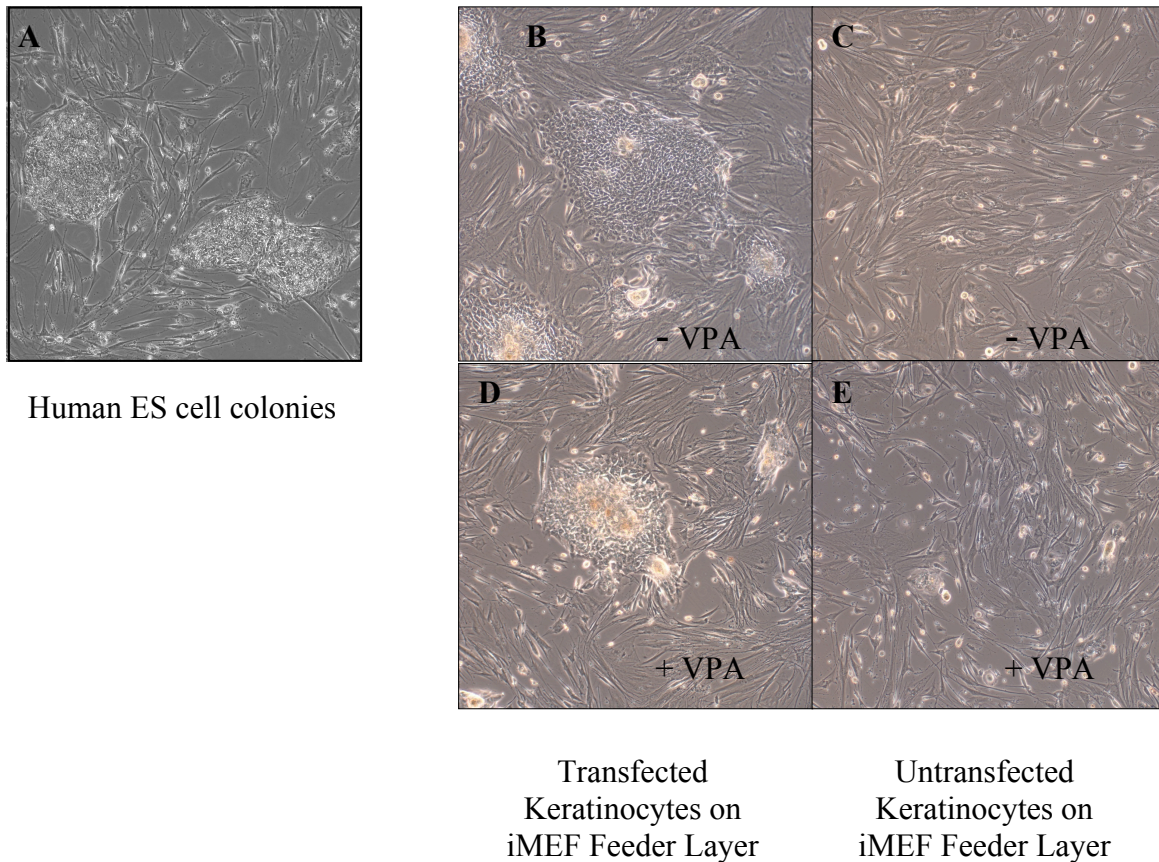 A
Human ES cell colonies
B
C
- VPA
- VPA
D
E
+ VPA
+ VPA
Transfected
Keratinocytes on
iMEF Feeder Layer
Untransfected
Keratinocytes on
iMEF Feeder Layer